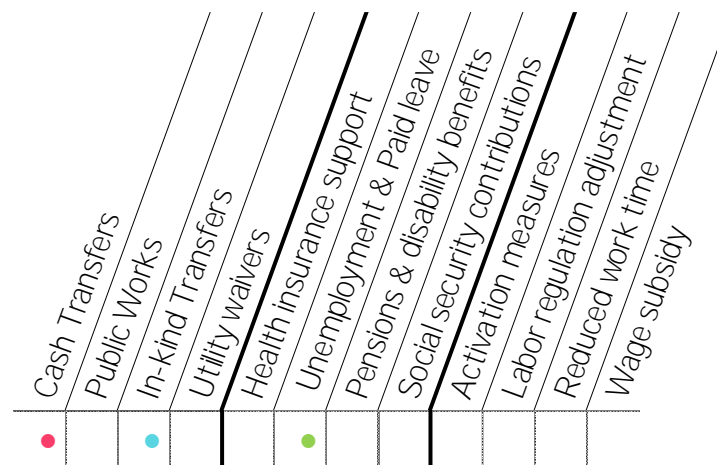 Cash Transfers
Public Works
In-Kind Transfers
Utility waivers
Health insurance support
Unemployment & Paid leave
Pensions & disability benefits
Social security contributions
Activation measures
Labor regulation adjustment
Reduced work time
Wage subsidy